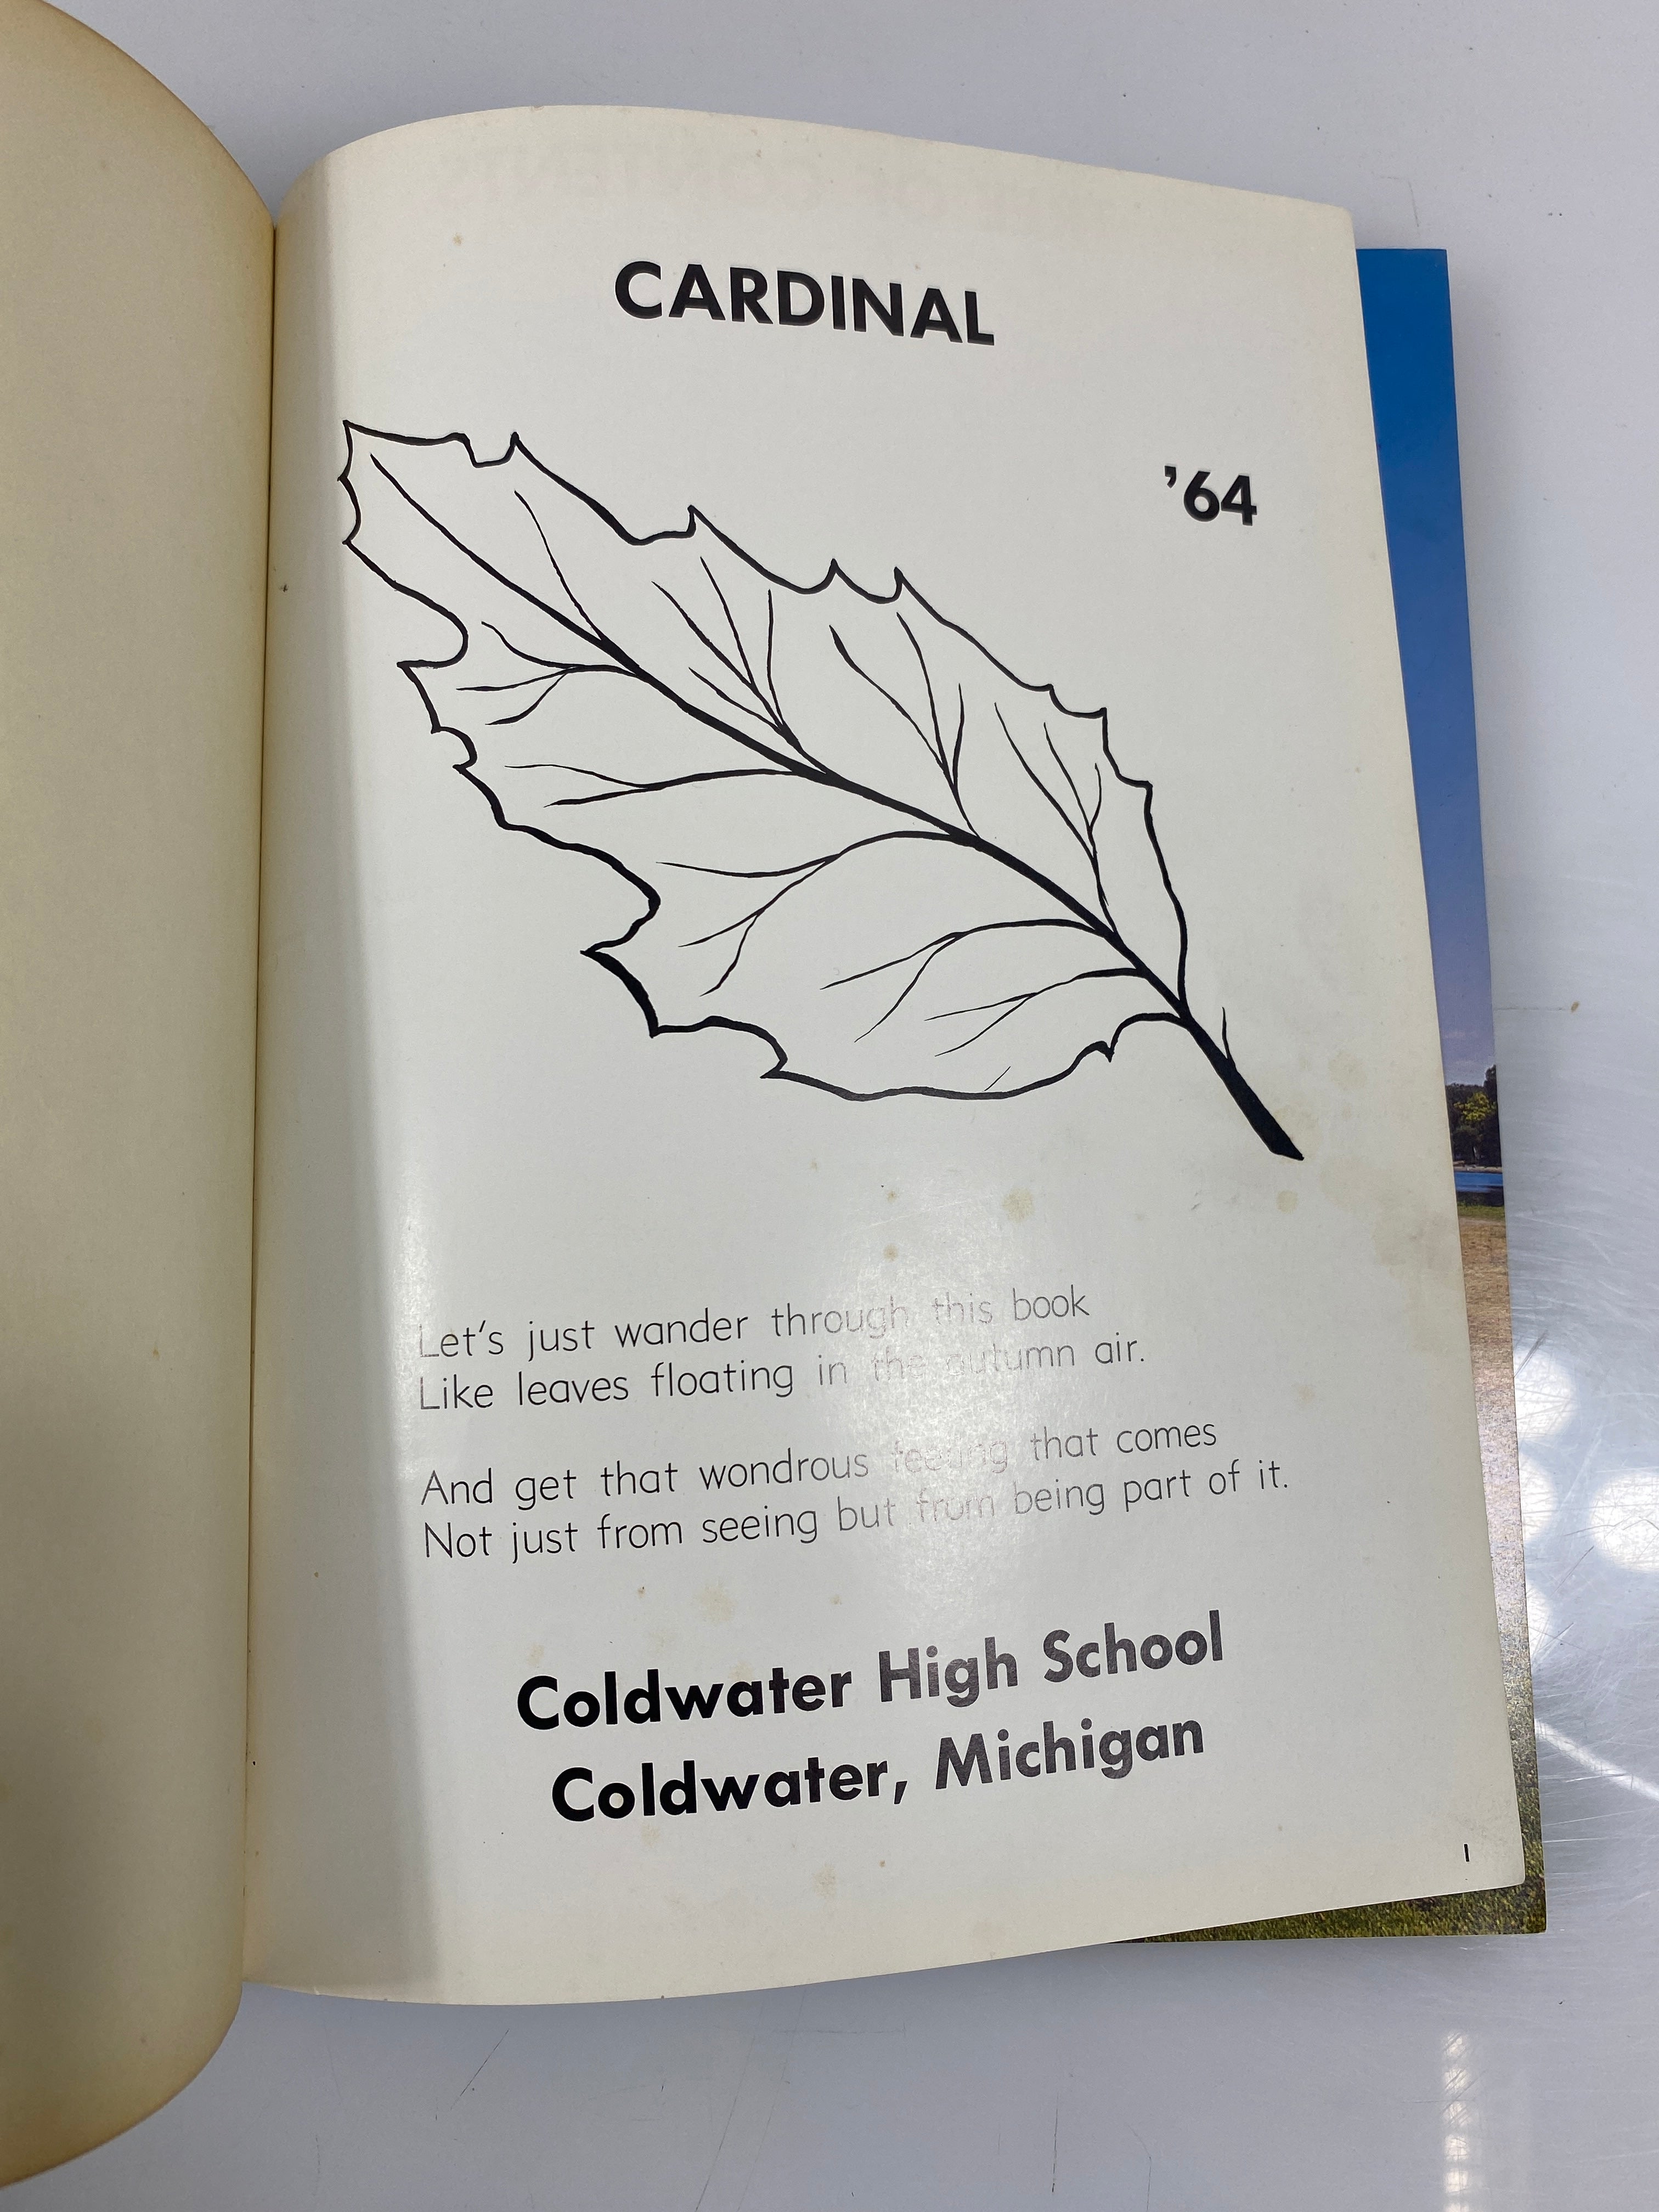 CARDINAL
’64
Let's just wander through this book
Like leaves floating in the autumn air.
And get that wondrous feeling that comes
Not just from seeing but from being part of it.
Coldwater High School
Coldwater, Michigan
1